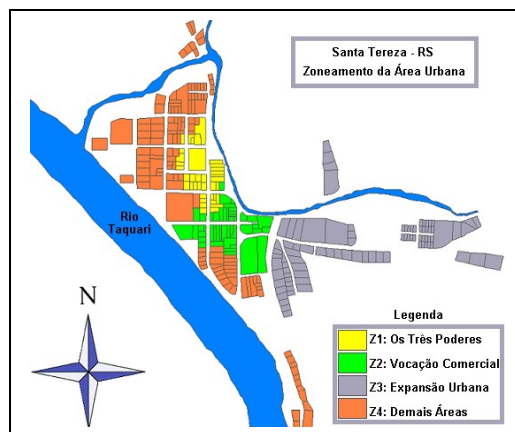 Santa Tereza - RS
Zoneamento da Área Urbana
Rio
Taquari
N
Legenda
Z1: Os Três Poderes
Z2: Vocação Comercial
Z3: Expansão Urbana
Z4: Demais Áreas